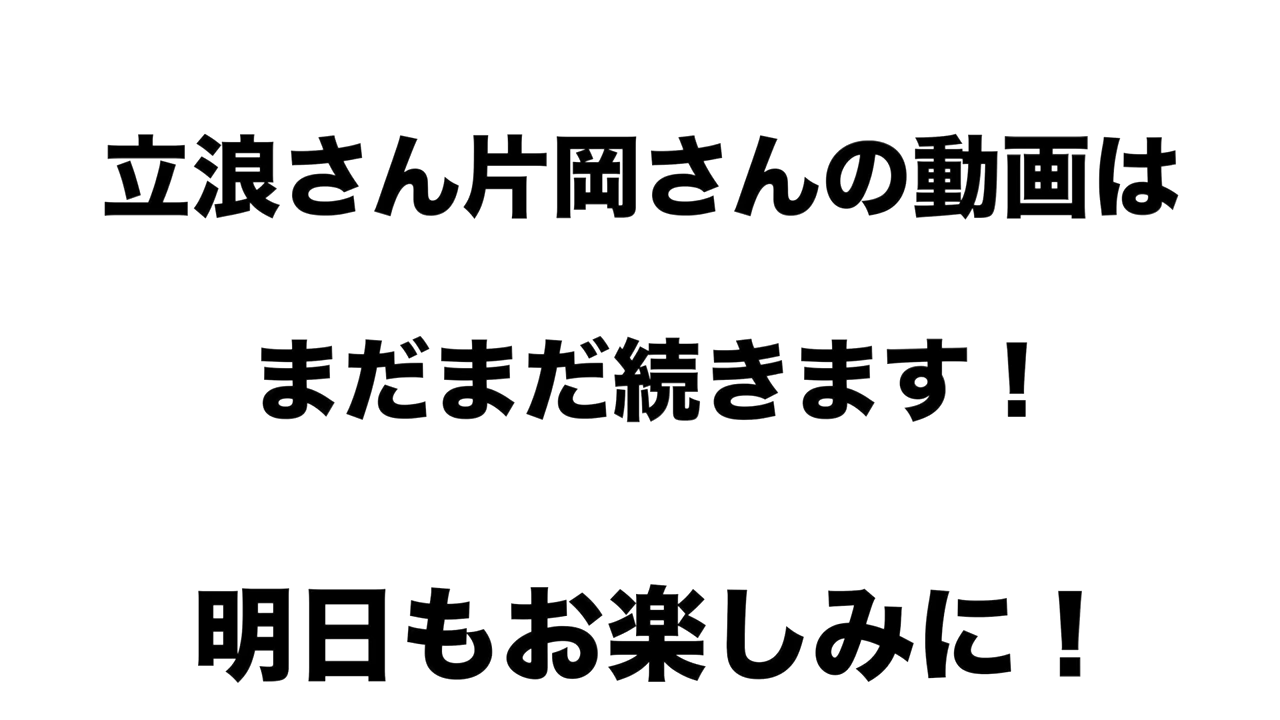 立浪さん片岡さんの動画は
まだまだ続きます！
明日もお楽しみに！